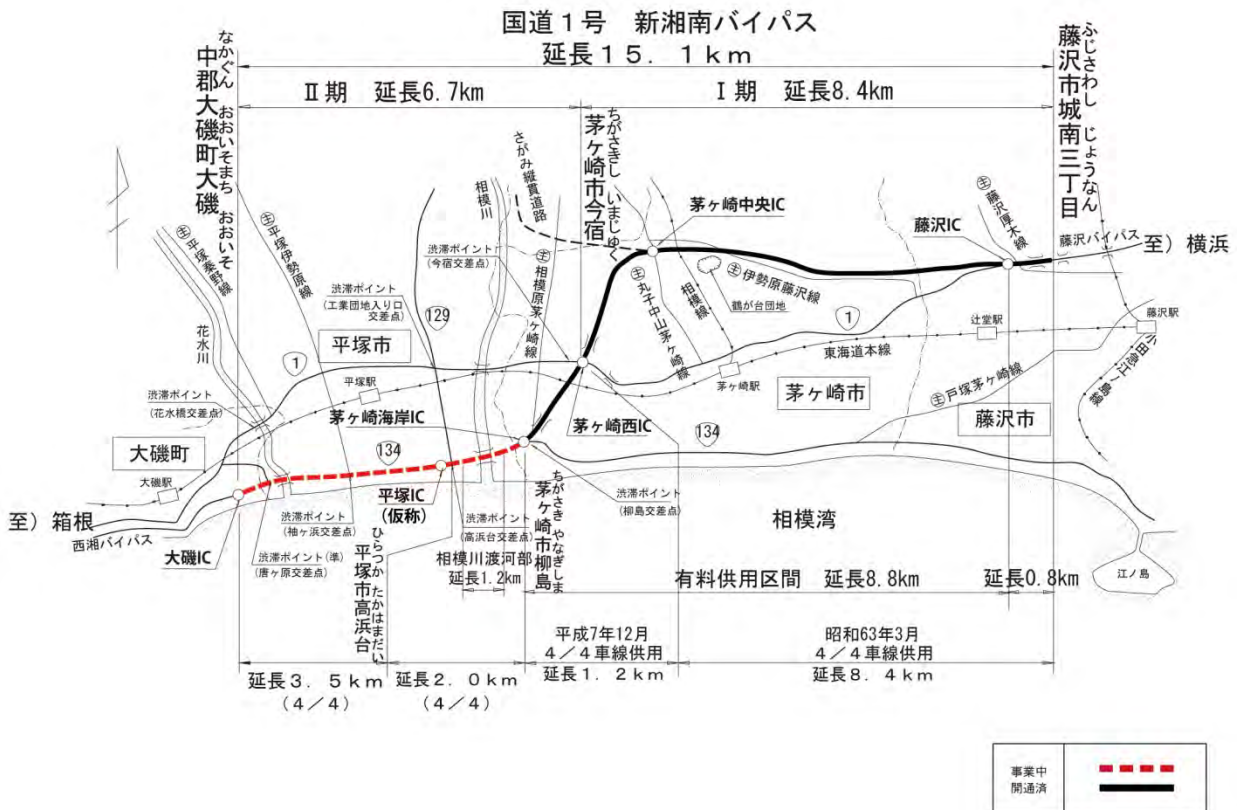 国道1号 新湘南バイパス
延長15.1km
Ⅱ期 延長6.7km
Ⅰ期 延長8.4km
なかぐん おおいそまち おおいそ
中郡大磯町大磯
ちがさきし いまじゅく
茅ヶ崎市今宿
ふじさわし じょうなん
藤沢市城南三丁目
さがみ縦貫道路
相模川
茅ヶ崎中央IC
藤沢IC
主藤沢厚木線
藤沢バイパス
至）横浜
主平塚秦野線
主平塚伊勢原線
渋滞ポイント
(今宿交差点)
渋滞ポイント
(工業団地入り口
交差点)
129
主相模原茅ヶ崎線
主丸子中山茅ヶ崎線
相模線
主伊勢原藤沢線
鶴が台団地
1
辻堂駅
藤沢駅
花水川
1
平塚市
平塚駅
東海道本線
小田急江ノ島線
茅ヶ崎駅
茅ヶ崎市
主戸塚茅ヶ崎線
藤沢市
渋滞ポイント
(花水橋交差点)
茅ヶ崎海岸IC
茅ヶ崎西IC
134
134
大磯町
大磯駅
平塚IC
(仮称)
渋滞ポイント
(柳島交差点)
至）箱根
西湘バイパス
大磯IC
渋滞ポイント
(袖ヶ浜交差点)
渋滞ポイント(準)
(唐ヶ原交差点)
渋滞ポイント
(高浜台交差点)
ひらつか たかはまだい
平塚市高浜台
相模川渡河部
延長1.2km
ちがさき やなぎしま
茅ヶ崎市柳島
相模湾
江ノ島
有料供用区間 延長8.8km
延長0.8km
平成7年12月
4／4車線供用
延長1.2km
昭和63年3月
4／4車線供用
延長8.4km
延長3.5km
(4／4)
延長2.0km
(4／4)
事業中
開通済